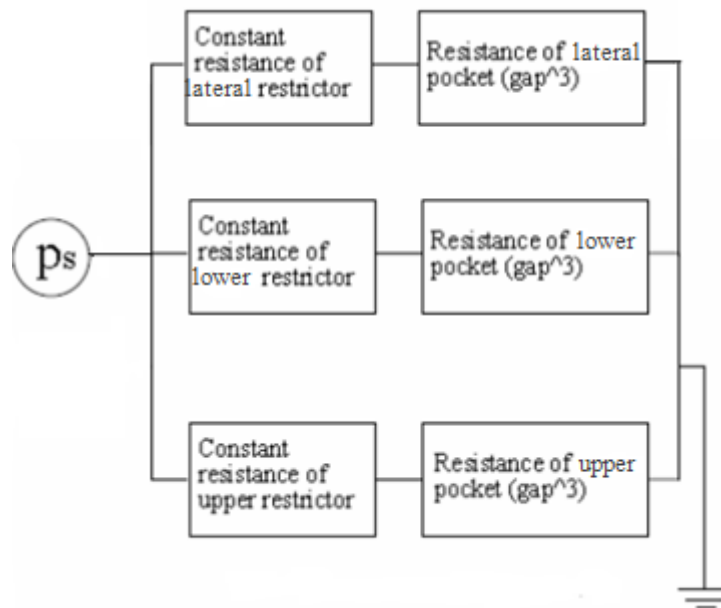 Constant
resistance of
lateral restrictor
Resistance of lateral
pocket (gap^3)
ps
Constant
resistance of
lower restrictor
Resistance of lower
pocket (gap^3)
Constant
resistance of
upper restrictor
Resistance of upper
pocket (gap^3)